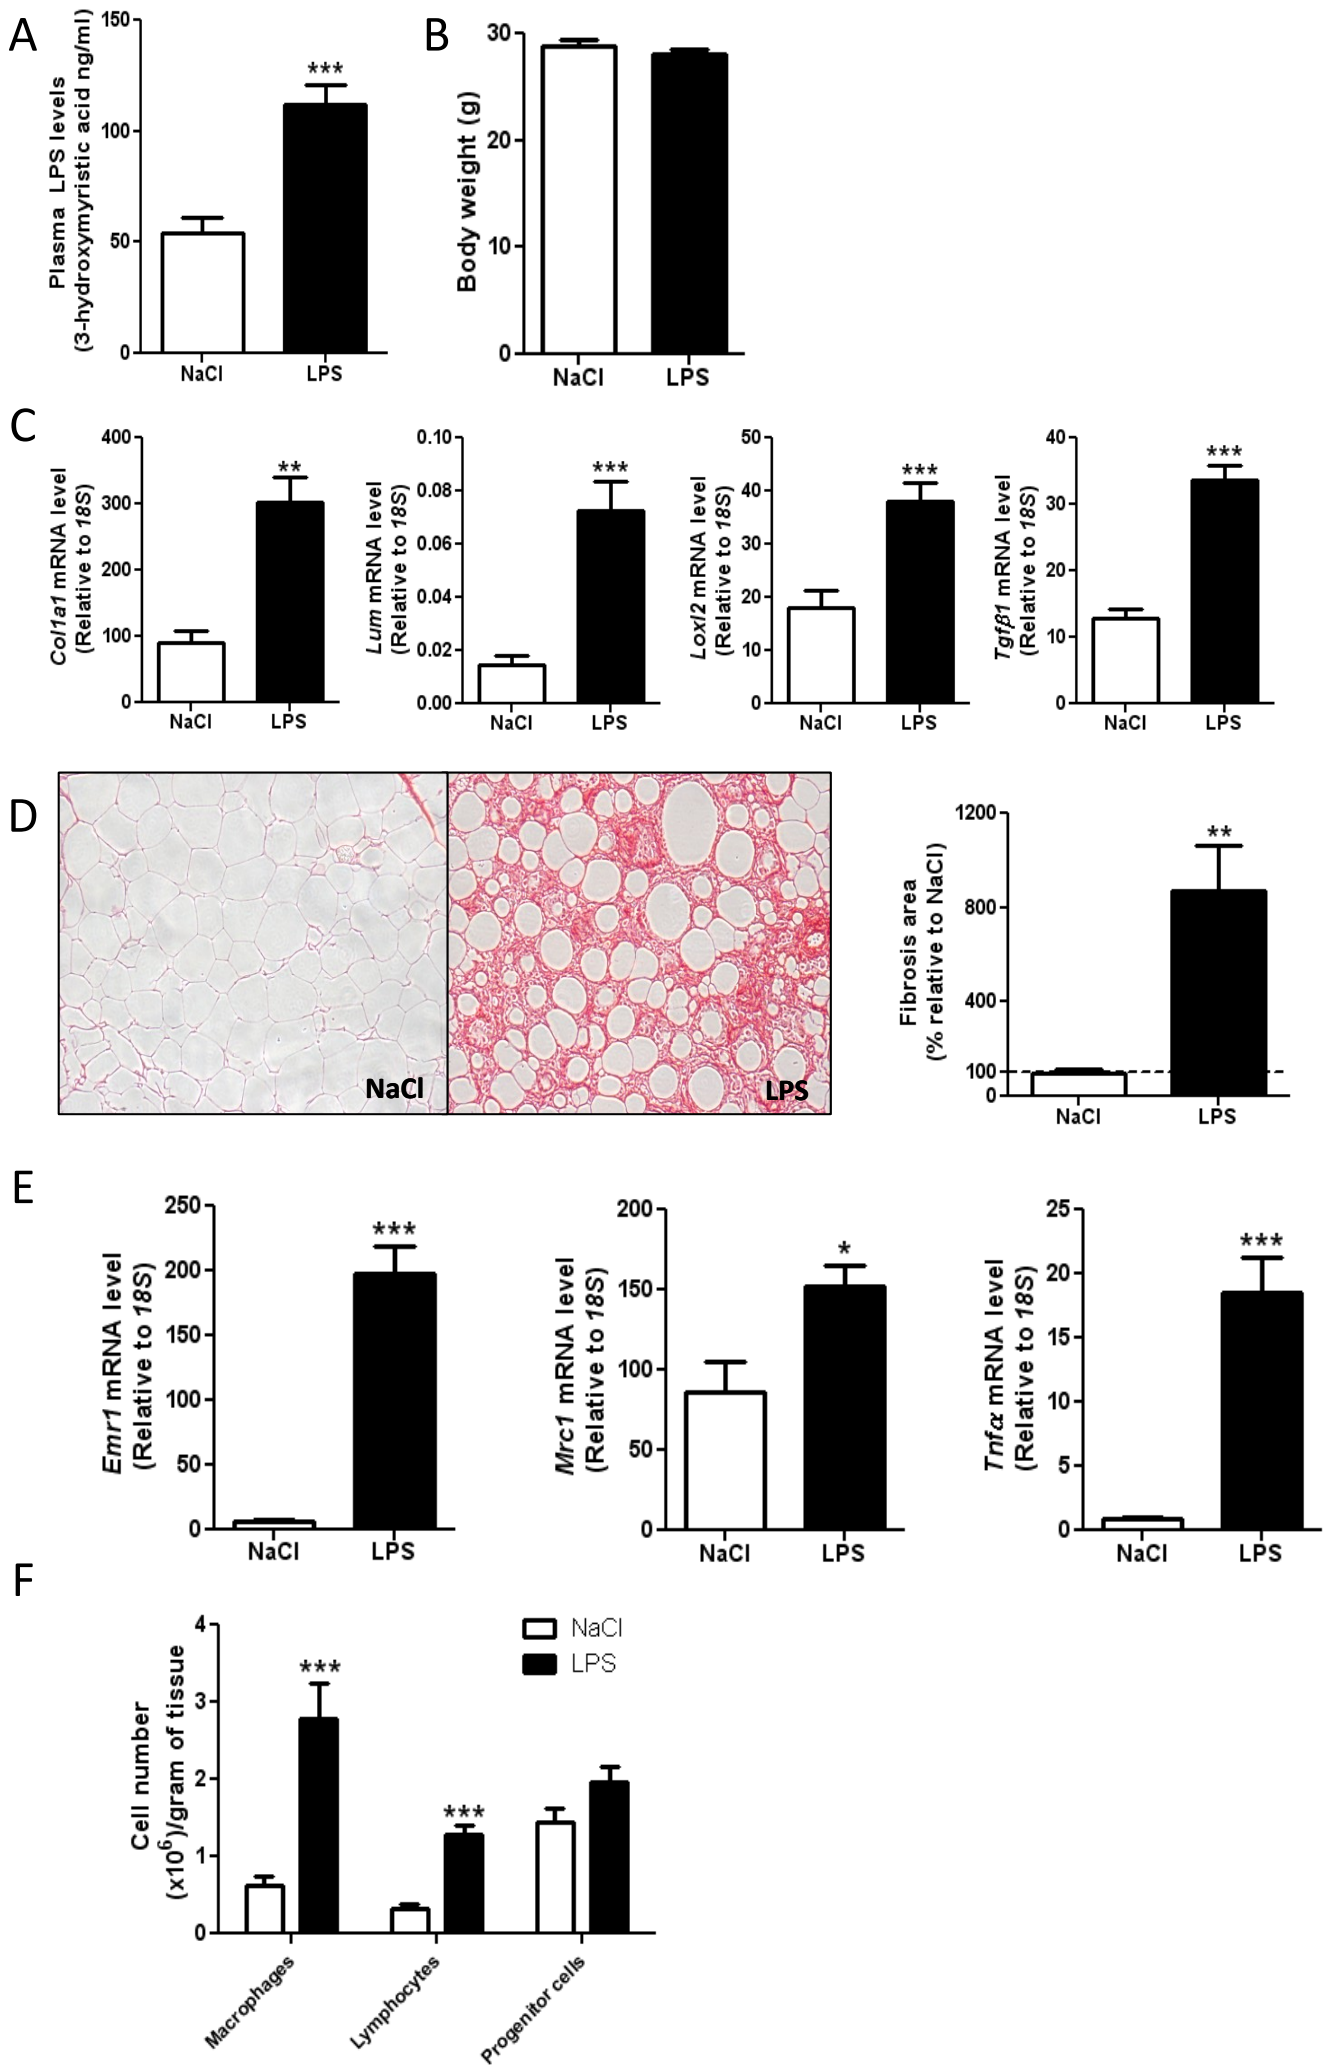 A
Plasma LPS levels
(3-hydroxymyristic acid ng/ml)
150
100
50
0
***
NaCl
LPS
B
Body weight (g)
30
20
10
0
NaCl
LPS
C
Col1a1 mRNA level
(Relative to 18S)
400
300
200
100
0
**
NaCl
LPS
Lum mRNA level
(Relative to 18S)
0.10
0.08
0.06
0.04
0.02
0.00
***
NaCl
LPS
Loxl2 mRNA level
(Relative to 18S)
50
40
30
20
10
0
***
NaCl
LPS
Tgfβ1 mRNA level
(Relative to 18S)
40
30
20
10
0
***
NaCl
LPS
D
NaCl
LPS
Fibrosis area
(% relative to NaCl)
1200
800
400
100
0
**
NaCl
LPS
E
Emr1 mRNA level
(Relative to 18S)
250
200
150
100
50
0
***
NaCl
LPS
Mrc1 mRNA level
(Relative to 18S)
200
150
100
50
0
*
NaCl
LPS
Tnfα mRNA level
(Relative to 18S)
25
20
15
10
5
0
***
NaCl
LPS
F
Cell number
(x10⁶)/gram of tissue
4
3
2
1
0
NaCl
LPS
***
***
Macrophages
Lymphocytes
Progenitor cells